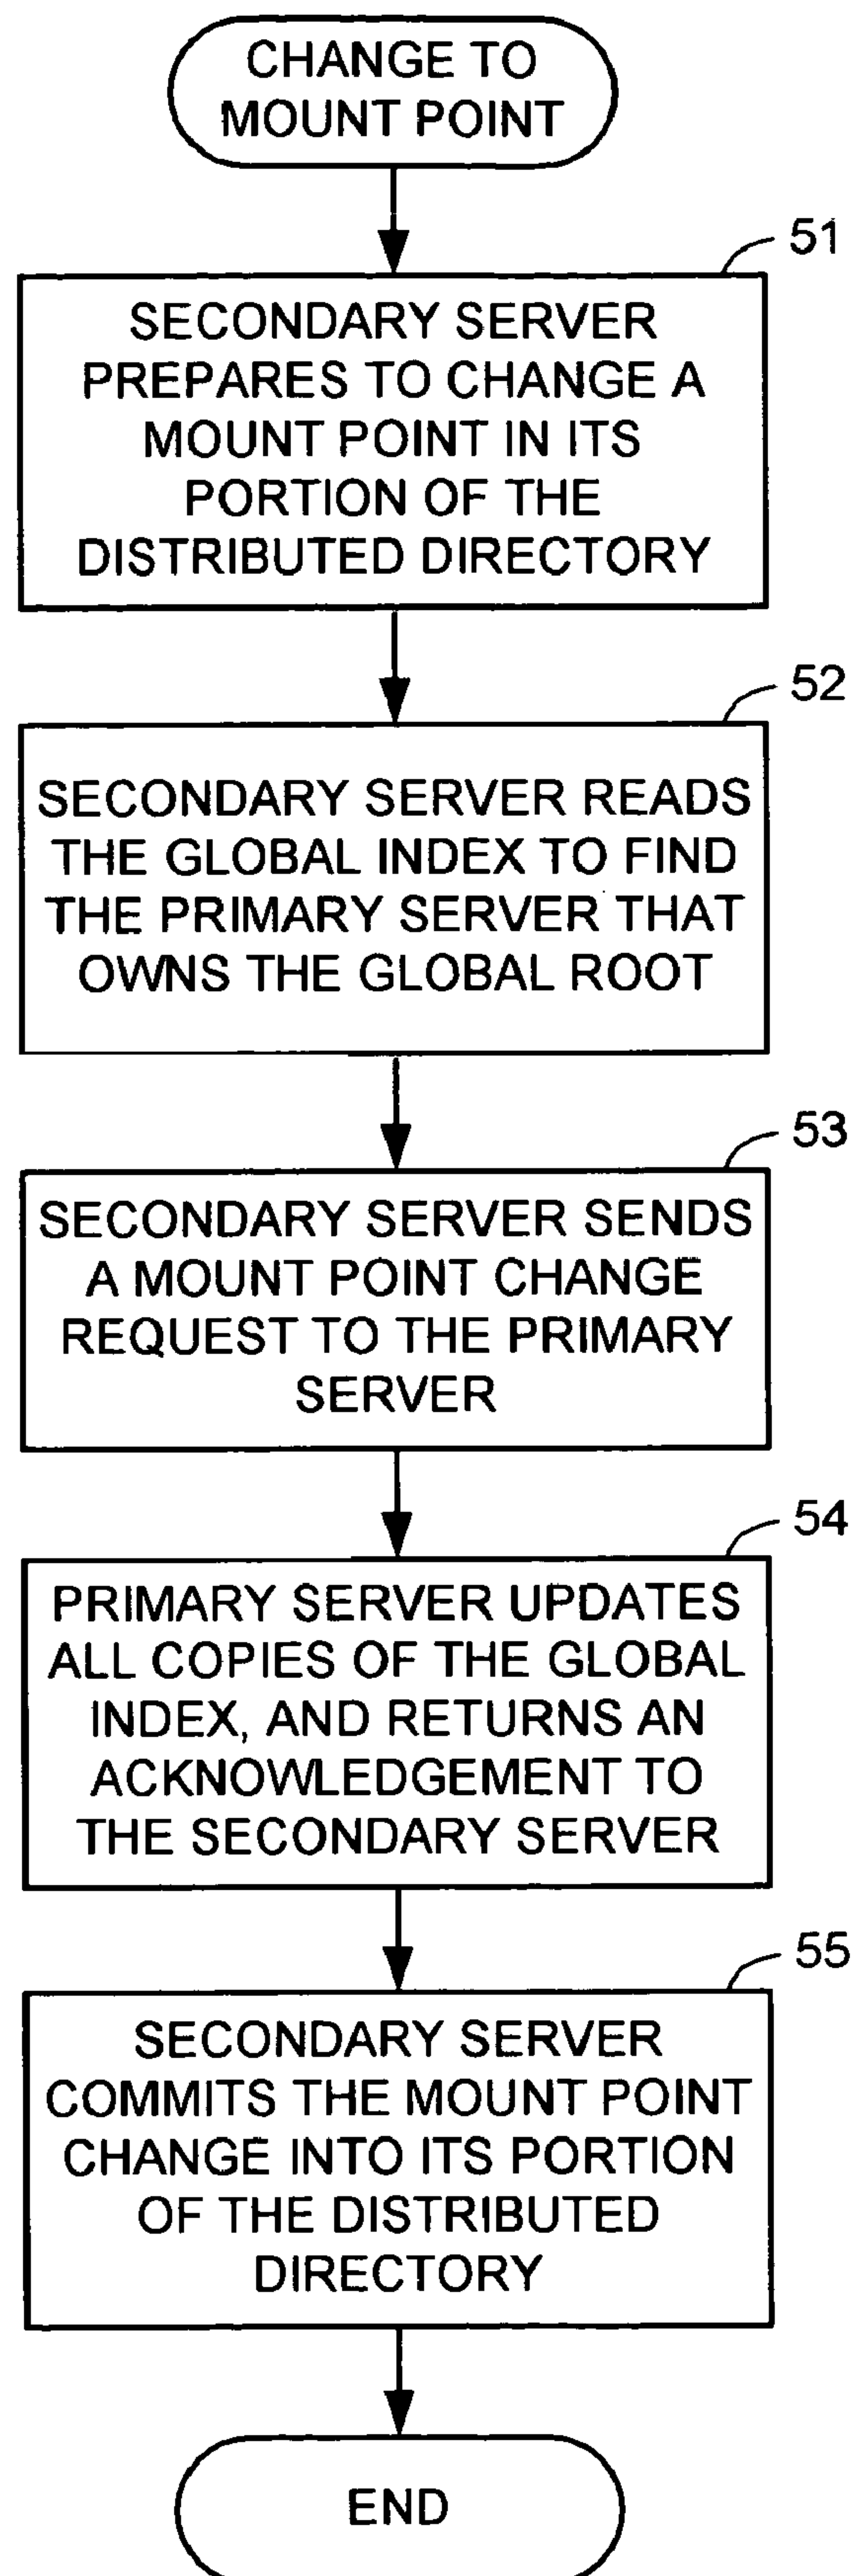 CHANGE TO
MOUNT POINT
51
SECONDARY SERVER
PREPARES TO CHANGE A
MOUNT POINT IN ITS
PORTION OF THE
DISTRIBUTED DIRECTORY
52
SECONDARY SERVER READS
THE GLOBAL INDEX TO FIND
THE PRIMARY SERVER THAT
OWNS THE GLOBAL ROOT
53
SECONDARY SERVER SENDS
A MOUNT POINT CHANGE
REQUEST TO THE PRIMARY
SERVER
54
PRIMARY SERVER UPDATES
ALL COPIES OF THE GLOBAL
INDEX, AND RETURNS AN
ACKNOWLEDGEMENT TO
THE SECONDARY SERVER
55
SECONDARY SERVER
COMMITS THE MOUNT POINT
CHANGE INTO ITS PORTION
OF THE DISTRIBUTED
DIRECTORY
END